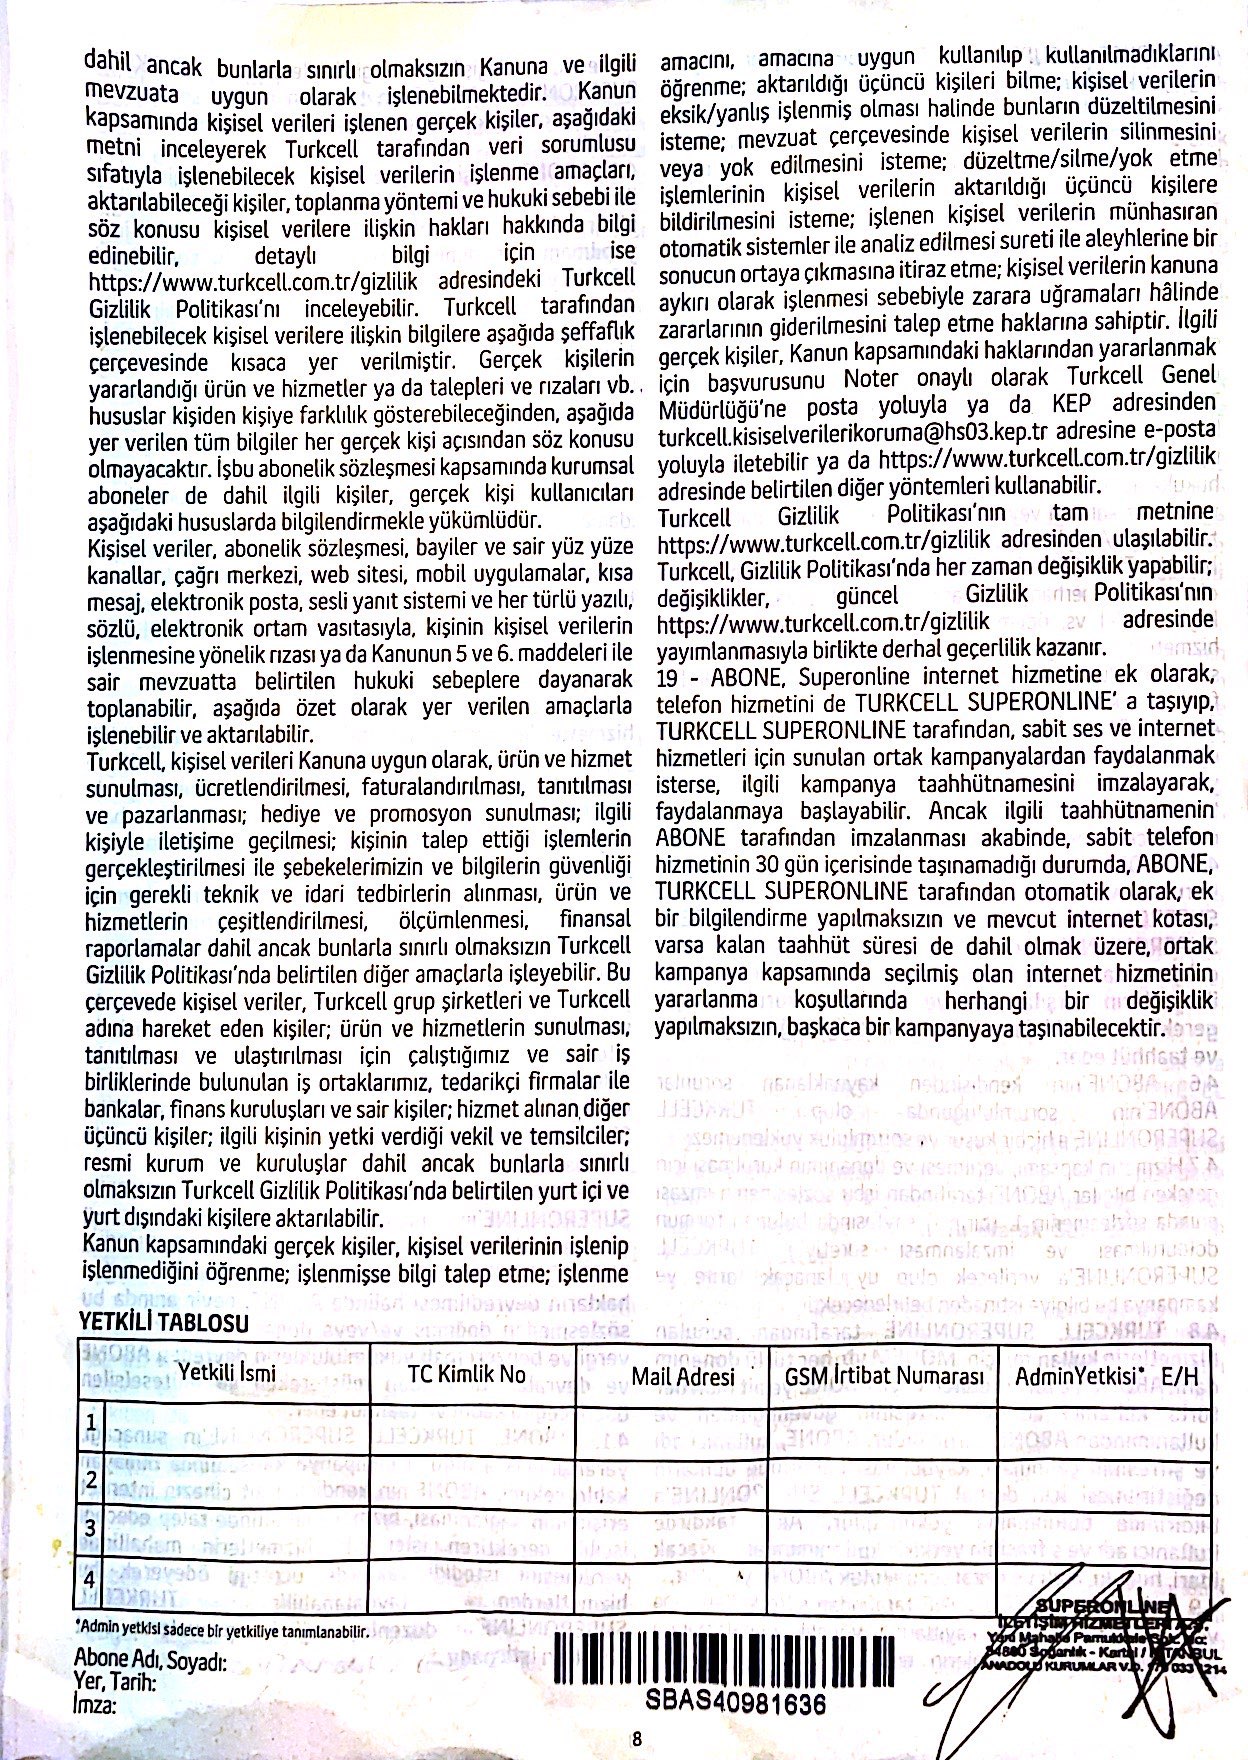 dahil ancak bunlarla sınırlı olmaksızın Kanuna ve ilgili
mevzuata uygun olarak işlenebilmektedir. Kanun
kapsamında kişisel verileri işlenen gerçek kişiler, aşağıdaki
metni inceleyerek Turkcell tarafından veri sorumlusu
sıfatıyla işlenebilecek kişisel verilerin işlenme amaçları,
aktarılabileceği kişiler, toplanma yöntemi ve hukuki sebebi ile
söz konusu kişisel verilere ilişkin hakları hakkında bilgi
edinebilir, detaylı bilgi için ise
https://www.turkcell.com.tr/gizlilik adresindeki Turkcell
Gizlilik Politikası'nı inceleyebilir. Turkcell tarafından
işlenebilecek kişisel verilere ilişkin bilgilere aşağıda şeffaflık
çerçevesinde kısaca yer verilmiştir. Gerçek kişilerin
yararlandığı ürün ve hizmetler ya da talepleri ve rızaları vb.
hususlar kişiden kişiye farklılık gösterebileceğinden, aşağıda
yer verilen tüm bilgiler her gerçek kişi açısından söz konusu
olmayacaktır. İşbu abonelik sözleşmesi kapsamında kurumsal
aboneler de dahil ilgili kişiler, gerçek kişi kullanıcıları
aşağıdaki hususlarda bilgilendirmekle yükümlüdür.
Kişisel veriler, abonelik sözleşmesi, bayiler ve sair yüz yüze
kanallar, çağrı merkezi, web sitesi, mobil uygulamalar, kısa
mesaj, elektronik posta, sesli yanıt sistemi ve her türlü yazılı,
sözlü, elektronik ortam vasıtasıyla, kişinin kişisel verilerin
işlenmesine yönelik rızası ya da Kanunun 5 ve 6. maddeleri ile
sair mevzuatta belirtilen hukuki sebeplere dayanarak
toplanabilir, aşağıda özet olarak yer verilen amaçlarla
işlenebilir ve aktarılabilir.
Turkcell, kişisel verileri Kanuna uygun olarak, ürün ve hizmet
sunulması, ücretlendirilmesi, faturalandırılması, tanıtılması
ve pazarlanması; hediye ve promosyon sunulması; ilgili
kişiyle iletişime geçilmesi; kişinin talep ettiği işlemlerin
gerçekleştirilmesi ile şebekelerimizin ve bilgilerin güvenliği
için gerekli teknik ve idari tedbirlerin alınması, ürün ve
hizmetlerin çeşitlendirilmesi, ölçümlenmesi, finansal
raporlamalar dahil ancak bunlarla sınırlı olmaksızın Turkcell
Gizlilik Politikası'nda belirtilen diğer amaçlarla işleyebilir. Bu
çerçevede kişisel veriler, Turkcell grup şirketleri ve Turkcell
adına hareket eden kişiler; ürün ve hizmetlerin sunulması,
tanıtılması ve ulaştırılması için çalıştığımız ve sair iş
birliklerinde bulunulan iş ortaklarımız, tedarikçi firmalar ile
bankalar, finans kuruluşları ve sair kişiler; hizmet alınan diğer
üçüncü kişiler; ilgili kişinin yetki verdiği vekil ve temsilciler;
resmi kurum ve kuruluşlar dahil ancak bunlarla sınırlı
olmaksızın Turkcell Gizlilik Politikası'nda belirtilen yurt içi ve
yurt dışındaki kişilere aktarılabilir.
Kanun kapsamındaki gerçek kişiler, kişisel verilerinin işlenip
işlenmediğini öğrenme; işlenmişse bilgi talep etme; işlenme
amacını, amacına uygun kullanılıp kullanılmadıklarını
öğrenme; aktarıldığı üçüncü kişileri bilme; kişisel verilerin
eksik/yanlış işlenmiş olması halinde bunların düzeltilmesini
isteme; mevzuat çerçevesinde kişisel verilerin silinmesini
veya yok edilmesini isteme; düzeltme/silme/yok etme
işlemlerinin kişisel verilerin aktarıldığı üçüncü kişilere
bildirilmesini isteme; işlenen kişisel verilerin münhasıran
otomatik sistemler ile analiz edilmesi sureti ile aleyhlerine bir
sonucun ortaya çıkmasına itiraz etme; kişisel verilerin kanuna
aykırı olarak işlenmesi sebebiyle zarara uğramaları hâlinde
zararlarının giderilmesini talep etme haklarına sahiptir. İlgili
gerçek kişiler, Kanun kapsamındaki haklarından yararlanmak
için başvurusunu Noter onaylı olarak Turkcell Genel
Müdürlüğü'ne posta yoluyla ya da KEP adresinden
turkcell.kisiselverilerikoruma@hs03.kep.tr adresine e-posta
yoluyla iletebilir ya da https://www.turkcell.com.tr/gizlilik
adresinde belirtilen diğer yöntemleri kullanabilir.
Turkcell Gizlilik Politikası'nın tam metnine
https://www.turkcell.com.tr/gizlilik adresinden ulaşılabilir.
Turkcell, Gizlilik Politikası'nda her zaman değişiklik yapabilir;
değişiklikler, güncel Gizlilik Politikası'nın
https://www.turkcell.com.tr/gizlilik adresinde
yayımlanmasıyla birlikte derhal geçerlilik kazanır.
19 - ABONE, Superonline internet hizmetine ek olarak,
telefon hizmetini de TURKCELL SUPERONLINE' a taşıyıp,
TURKCELL SUPERONLINE tarafından, sabit ses ve internet
hizmetleri için sunulan ortak kampanyalardan faydalanmak
isterse, ilgili kampanya taahhütnamesini imzalayarak,
faydalanmaya başlayabilir. Ancak ilgili taahhütnamenin
ABONE tarafından imzalanması akabinde, sabit telefon
hizmetinin 30 gün içerisinde taşınamadığı durumda, ABONE,
TURKCELL SUPERONLINE tarafından otomatik olarak, ek
bir bilgilendirme yapılmaksızın ve mevcut internet kotası,
varsa kalan taahhüt süresi de dahil olmak üzere, ortak
kampanya kapsamında seçilmiş olan internet hizmetinin
yararlanma koşullarında herhangi bir değişiklik
yapılmaksızın, başkaca bir kampanyaya taşınabilecektir.
YETKİLİ TABLOSU
Yetkili İsmi TC Kimlik No Mail Adresi GSM İrtibat Numarası AdminYetkisi* E/H
1
2
3
4
*Admin yetkisi sadece bir yetkiliye tanımlanabilir.
Abone Adı, Soyadı:
Yer, Tarih:
İmza:
SBAS40981636
SUPERONLINE
İLETİŞİM HİZMETLERİ A.Ş.
Yeni Mahalle Pamukkale Sok.
34880 Soğanlık - Kartal / İSTANBUL
ANADOLU KURUMLAR V.D.
8